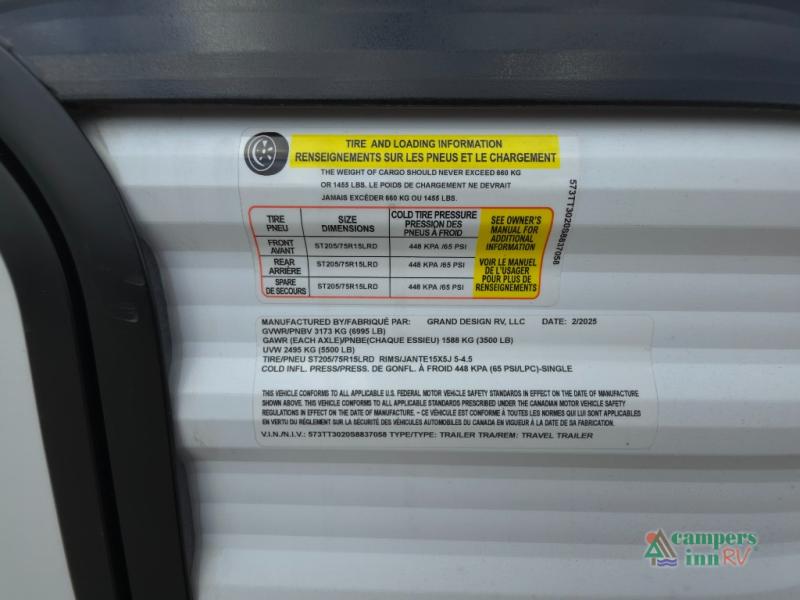 TIRE AND LOADING INFORMATION
RENSEIGNEMENTS SUR LES PNEUS ET LE CHARGEMENT
THE WEIGHT OF CARGO SHOULD NEVER EXCEED 660 KG
OR 1455 LBS. LE POIDS DE CHARGEMENT NE DEVRAIT
JAMAIS EXCÉDER 660 KG OU 1455 LBS.
TIRE
PNEU
SIZE
DIMENSIONS
COLD TIRE PRESSURE
PRESSION DES
PNEUS À FROID
SEE OWNER'S
MANUAL FOR
ADDITIONAL
INFORMATION
VOIR LE MANUEL
DE L'USAGER
POUR PLUS DE
RENSEIGNEMENTS
FRONT
AVANT
ST205/75R15LRD
448 KPA /65 PSI
REAR
ARRIÈRE
ST205/75R15LRD
448 KPA /65 PSI
SPARE
DE SECOURS
ST205/75R15LRD
448 KPA /65 PSI
573TT3020S8837058
MANUFACTURED BY/FABRIQUÉ PAR: GRAND DESIGN RV, LLC DATE: 2/2025
GVWR/PNBV 3173 KG (6995 LB)
GAWR (EACH AXLE)/PNBE(CHAQUE ESSIEU) 1588 KG (3500 LB)
UVW 2495 KG (5500 LB)
TIRE/PNEU ST205/75R15LRD RIMS/JANTE15X5J 5-4.5
COLD INFL. PRESS/PRESS. DE GONFL. À FROID 448 KPA (65 PSI/LPC)-SINGLE
THIS VEHICLE CONFORMS TO ALL APPLICABLE U.S. FEDERAL MOTOR VEHICLE SAFETY STANDARDS IN EFFECT ON THE DATE OF MANUFACTURE
SHOWN ABOVE. THIS VEHICLE CONFORMS TO ALL APPLICABLE STANDARDS PRESCRIBED UNDER THE CANADIAN MOTOR VEHICLE SAFETY
REGULATIONS IN EFFECT ON THE DATE OF MANUFACTURE. - CE VÉHICULE EST CONFORME À TOUTES LES NORMES QUI LUI SONT APPLICABLES
EN VERTU DU RÉGLEMENT SUR LA SÉCURITÉ DES VÉHICULES AUTOMOBILES DU CANADA EN VIGUEUR À LA DATE DE SA FABRICATION.
V.I.N./N.I.V.: 573TT3020S8837058 TYPE/TYPE: TRAILER TRA/REM: TRAVEL TRAILER
campers
inn RV